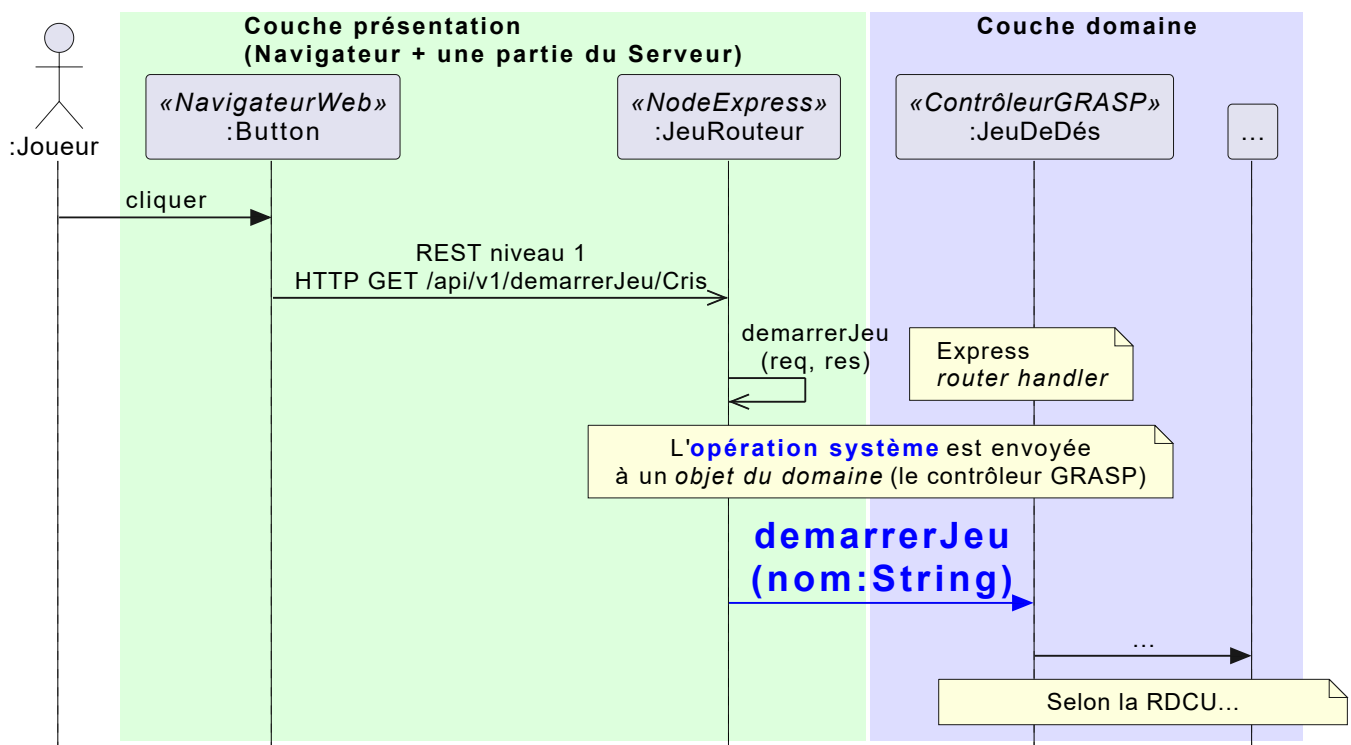 Couche présentation
(Navigateur + une partie du Serveur)
Couche domaine
:Joueur
«NavigateurWeb»
:Button
«NodeExpress»
:JeuRouteur
«ContrôleurGRASP»
:JeuDeDés
...
cliquer
REST niveau 1
HTTP GET /api/v1/demarrerJeu/Cris
demarrerJeu
(req, res)
Express
router handler
L'opération système est envoyée
à un objet du domaine (le contrôleur GRASP)
demarrerJeu
(nom:String)
...
Selon la RDCU...